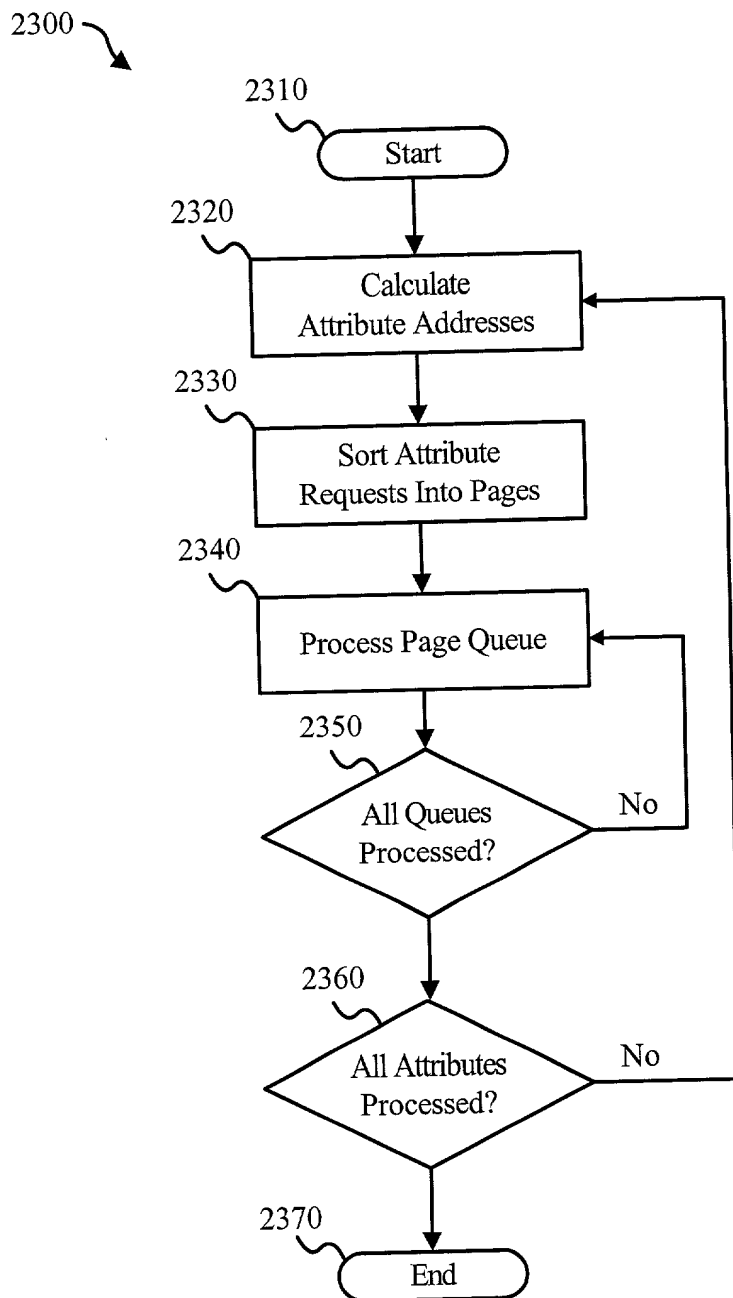 2300
2310
Start
2320
Calculate
Attribute Addresses
2330
Sort Attribute
Requests Into Pages
2340
Process Page Queue
2350
All Queues
Processed?
No
2360
All Attributes
Processed?
No
2370
End